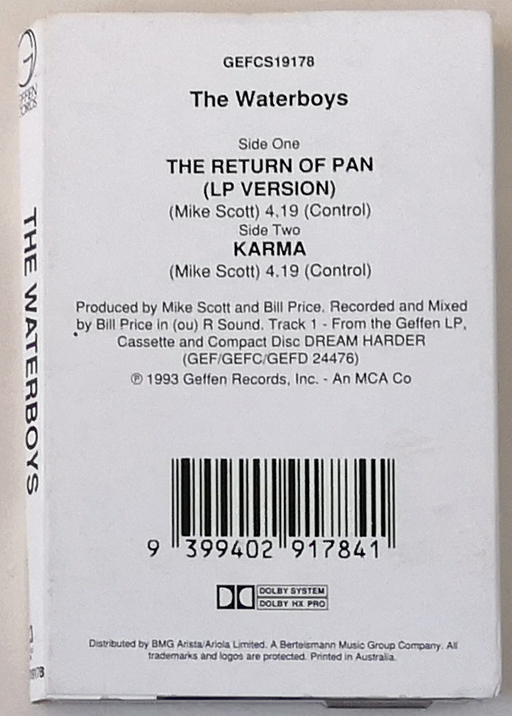 GEFCS19178
The Waterboys
Side One
THE RETURN OF PAN
(LP VERSION)
(Mike Scott) 4.19 (Control)
Side Two
KARMA
(Mike Scott) 4.19 (Control)
Produced by Mike Scott and Bill Price. Recorded and Mixed
by Bill Price in (ou) R Sound. Track 1 - From the Geffen LP,
Cassette and Compact Disc DREAM HARDER
(GEF/GEFC/GEFD 24476)
℗ 1993 Geffen Records, Inc. - An MCA Co
9 399402 917841
DOLBY SYSTEM
DOLBY HX PRO
Distributed by BMG Arista/Ariola Limited. A Bertelsmann Music Group Company. All
trademarks and logos are protected. Printed in Australia.
THE WATERBOYS